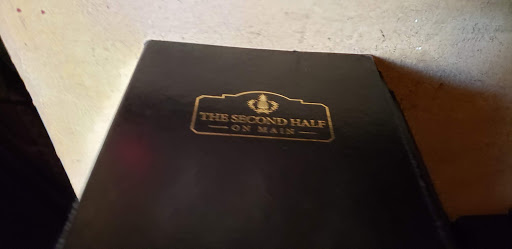 THE SECOND HALF
ON MAIN